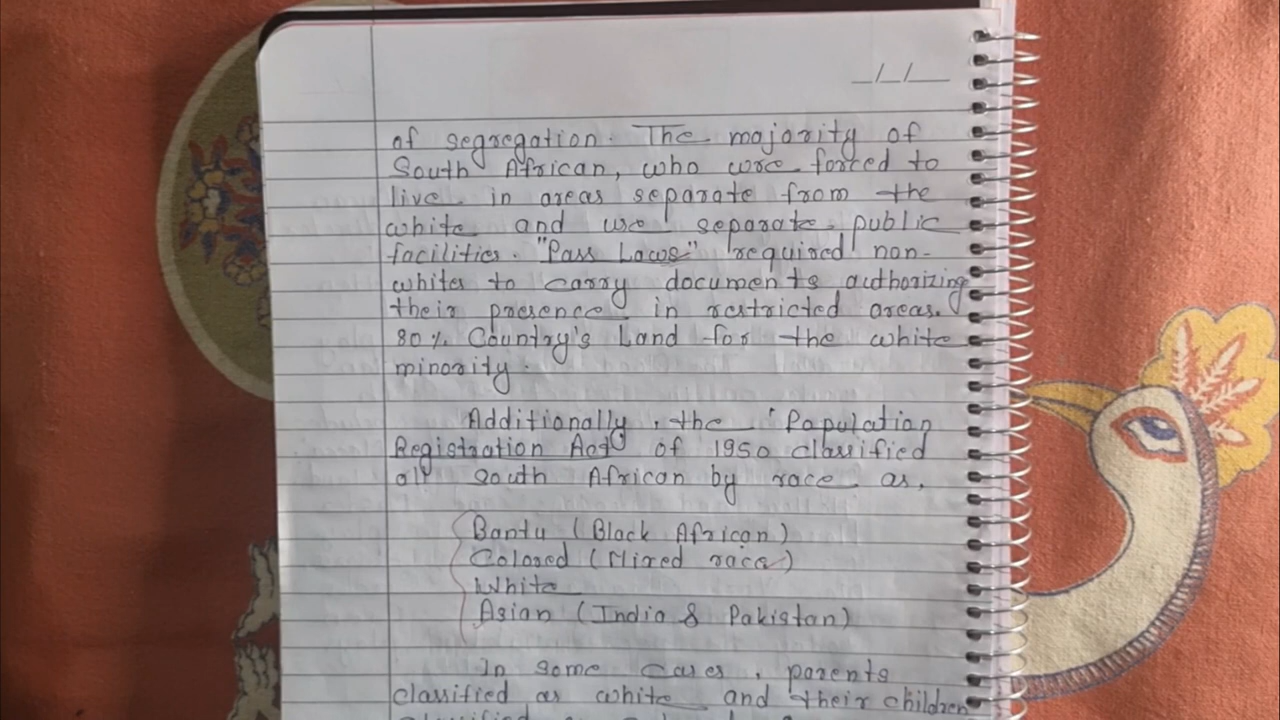 _/_/__
of segregation. The majority of
South African, who were forced to
live in areas separate from the
white and use separate public
facilities. "Pass Laws" required non-
whites to carry documents authorizing
their presence in restricted areas.
80% Country's Land for the white
minority.
Additionally, the 'Population
Registration Act' of 1950 classified
all South African by race as,
Bantu (Black African)
Colored (Mixed race)
White
Asian (India & Pakistan)
In some cases, parents
classified as white and their children